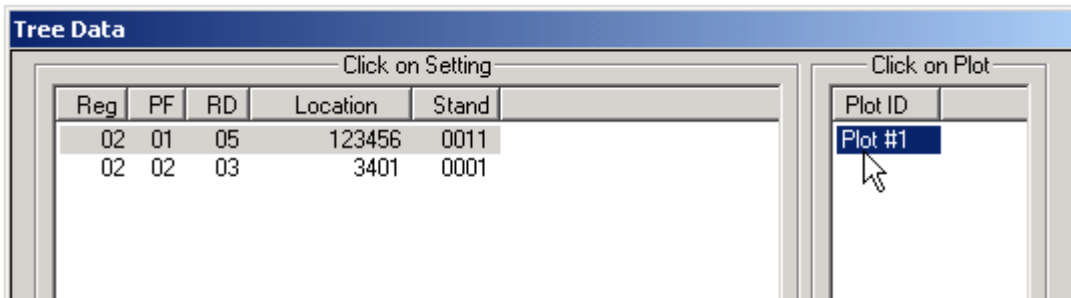 Tree Data
Click on Setting Click on Plot
Reg PF RD Location Stand Plot ID
02 01 05 123456 0011 Plot #1
02 02 03 3401 0001